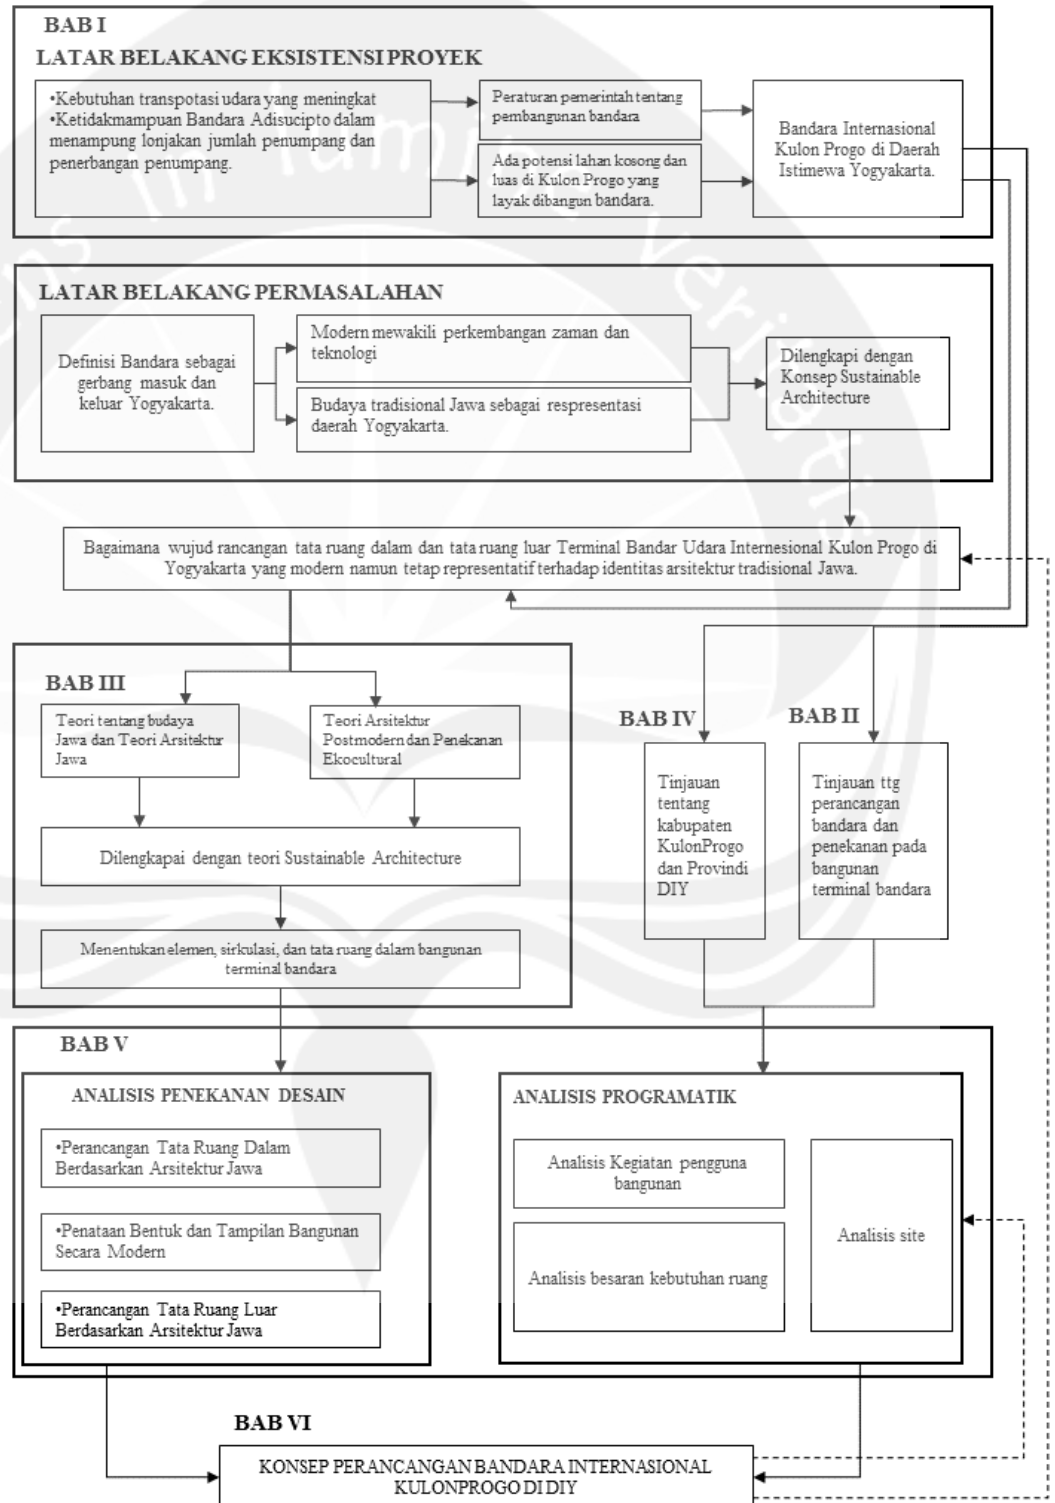 BAB I
LATAR BELAKANG EKSISTENSI PROYEK
•Kebutuhan transpotasi udara yang meningkat
•Ketidakmampuan Bandara Adisucipto dalam
menampung lonjakan jumlah penumpang dan
penerbangan penumpang.
Peraturan pemerintah tentang
pembangunan bandara
Ada potensi lahan kosong dan
luas di Kulon Progo yang
layak dibangun bandara.
Bandara Internasional
Kulon Progo di Daerah
Istimewa Yogyakarta.
LATAR BELAKANG PERMASALAHAN
Definisi Bandara sebagai
gerbang masuk dan
keluar Yogyakarta.
Modern mewakili perkembangan zaman dan
teknologi
Budaya tradisional Jawa sebagai respresentasi
daerah Yogyakarta.
Dilengkapi dengan
Konsep Sustainable
Architecture
Bagaimana wujud rancangan tata ruang dalam dan tata ruang luar Terminal Bandar Udara Internesional Kulon Progo di
Yogyakarta yang modern namun tetap representatif terhadap identitas arsitektur tradisional Jawa.
BAB III
Teori tentang budaya
Jawa dan Teori Arsitektur
Jawa
Teori Arsitektur
Postmodern dan Penekanan
Ekocultural
Dilengkapai dengan teori Sustainable Architecture
Menentukan elemen, sirkulasi, dan tata ruang dalam bangunan
terminal bandara
BAB IV
Tinjauan
tentang
kabupaten
KulonProgo
dan Provindi
DIY
BAB II
Tinjauan ttg
perancangan
bandara dan
penekanan pada
bangunan
terminal bandara
BAB V
ANALISIS PENEKANAN DESAIN
•Perancangan Tata Ruang Dalam
Berdasarkan Arsitektur Jawa
•Penataan Bentuk dan Tampilan Bangunan
Secara Modern
•Perancangan Tata Ruang Luar
Berdasarkan Arsitektur Jawa
ANALISIS PROGRAMATIK
Analisis Kegiatan pengguna
bangunan
Analisis besaran kebutuhan ruang
Analisis site
BAB VI
KONSEP PERANCANGAN BANDARA INTERNASIONAL
KULONPROGO DI DIY
ens in lumine veritatis